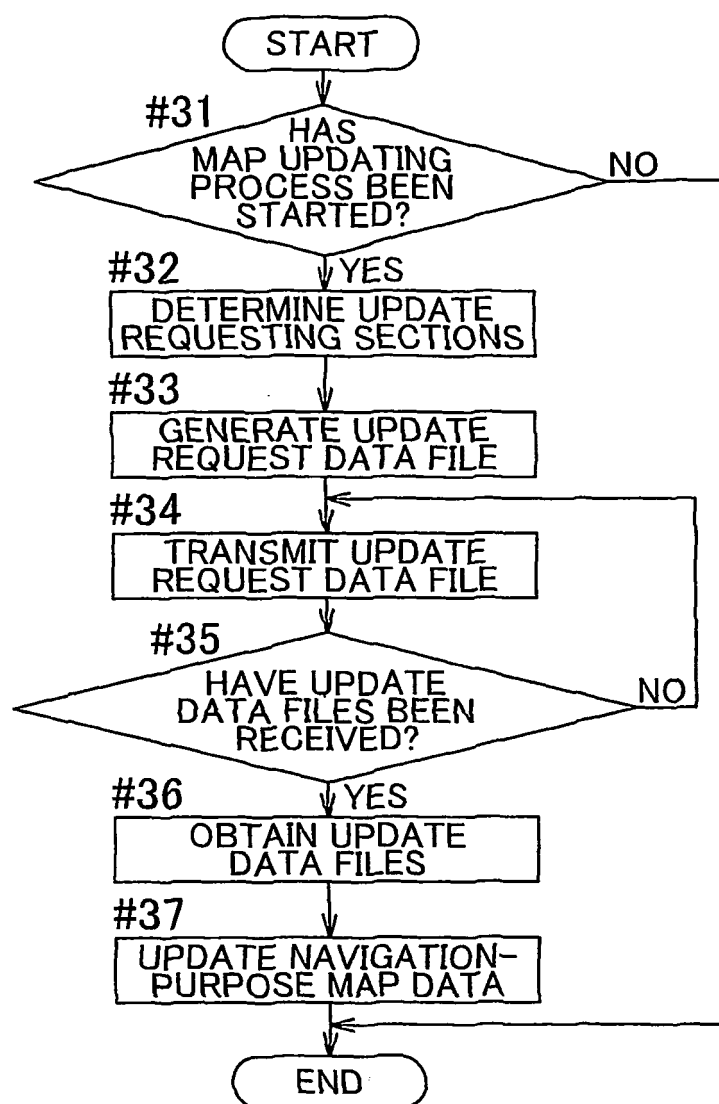 START
#31
HAS
MAP UPDATING
PROCESS BEEN
STARTED?
NO
YES
#32
DETERMINE UPDATE
REQUESTING SECTIONS
#33
GENERATE UPDATE
REQUEST DATA FILE
#34
TRANSMIT UPDATE
REQUEST DATA FILE
#35
HAVE UPDATE
DATA FILES BEEN
RECEIVED?
NO
YES
#36
OBTAIN UPDATE
DATA FILES
#37
UPDATE NAVIGATION-
PURPOSE MAP DATA
END